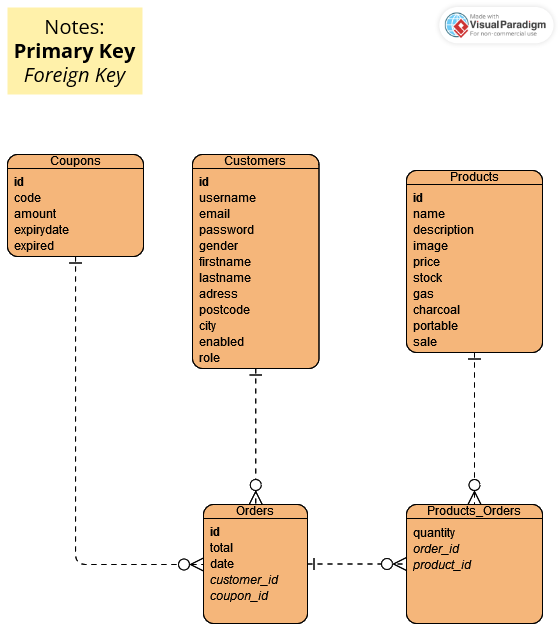 Notes:
Primary Key
Foreign Key
Made with
VisualParadigm
For non-commercial use
Coupons
id
code
amount
expirydate
expired
Customers
id
username
email
password
gender
firstname
lastname
adress
postcode
city
enabled
role
Products
id
name
description
image
price
stock
gas
charcoal
portable
sale
Orders
id
total
date
customer_id
coupon_id
Products_Orders
quantity
order_id
product_id